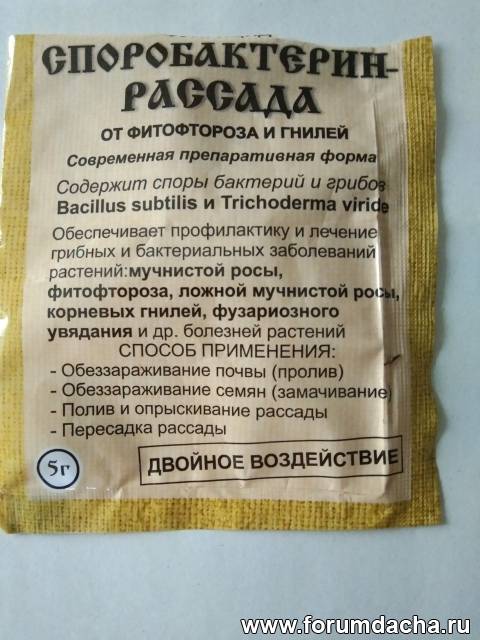 СПОРОБАКТЕРИН-
РАССАДА
ОТ ФИТОФТОРОЗА И ГНИЛЕЙ
Современная препаративная форма
Содержит споры бактерий и грибов
Bacillus subtilis и Trichoderma viride
Обеспечивает профилактику и лечение
грибных и бактериальных заболеваний
растений:мучнистой росы,
фитофтороза, ложной мучнистой росы,
корневых гнилей, фузариозного
увядания и др. болезней растений
СПОСОБ ПРИМЕНЕНИЯ:
- Обеззараживание почвы (пролив)
- Обеззараживание семян (замачивание)
- Полив и опрыскивание рассады
- Пересадка рассады
5г
ДВОЙНОЕ ВОЗДЕЙСТВИЕ
www.forumdacha.ru